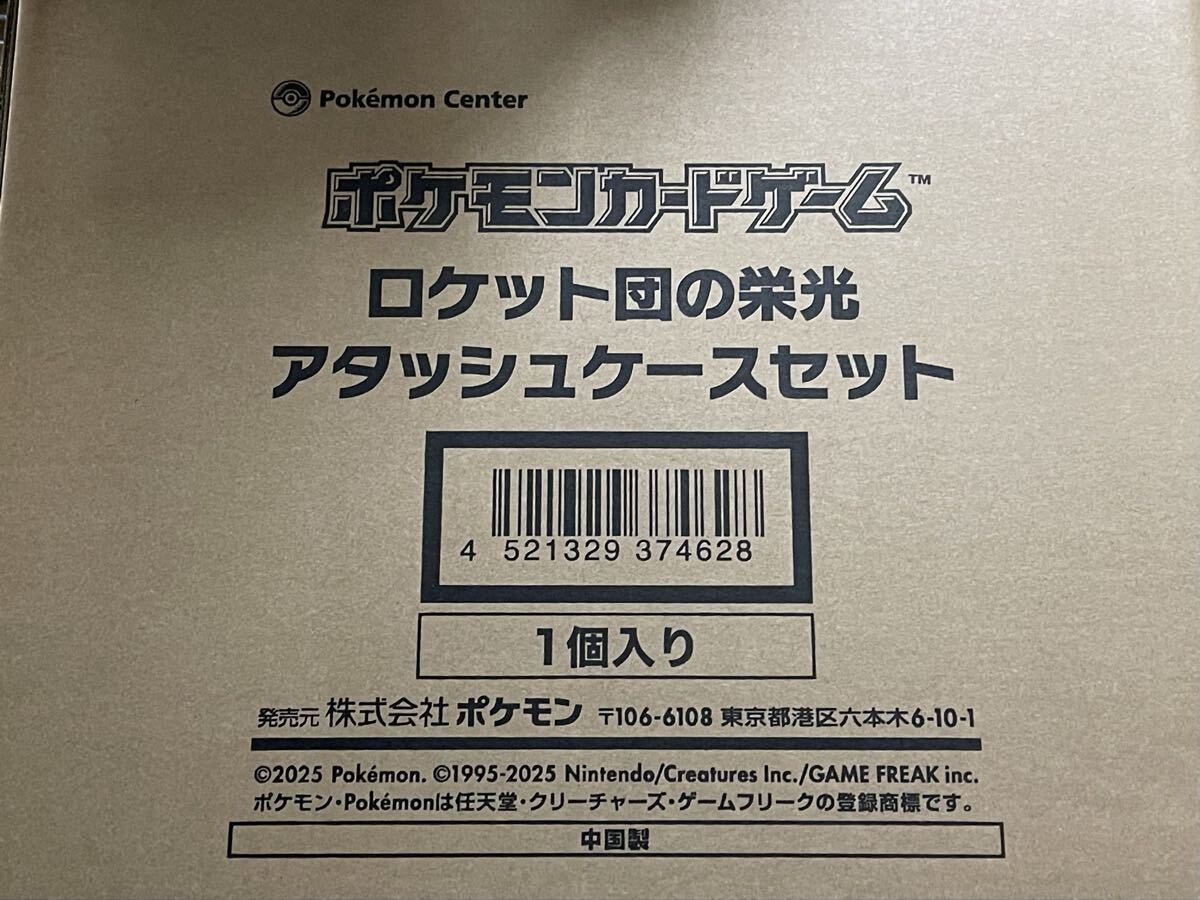 Pokémon Center
ポケモンカードゲーム™
ロケット団の栄光
アタッシュケースセット
4 521329 374628
1個入り
発売元 株式会社 ポケモン 〒106-6108 東京都港区六本木6-10-1
©2025 Pokémon. ©1995-2025 Nintendo/Creatures Inc./GAME FREAK inc.
ポケモン・Pokémonは任天堂・クリーチャーズ・ゲームフリークの登録商標です。
中国製